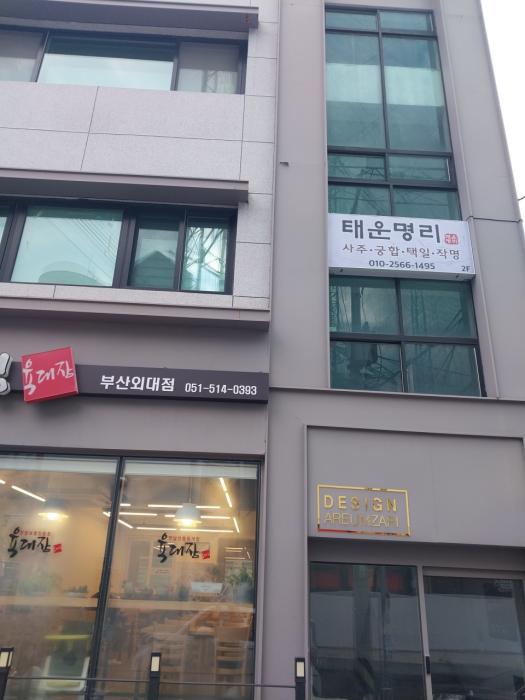 태운명리
사주·궁합·택일·작명
010-2566-1495 2F
육대장
부산외대점 051-514-0393
DESIGN
AREUMZARI
육대장
육대장